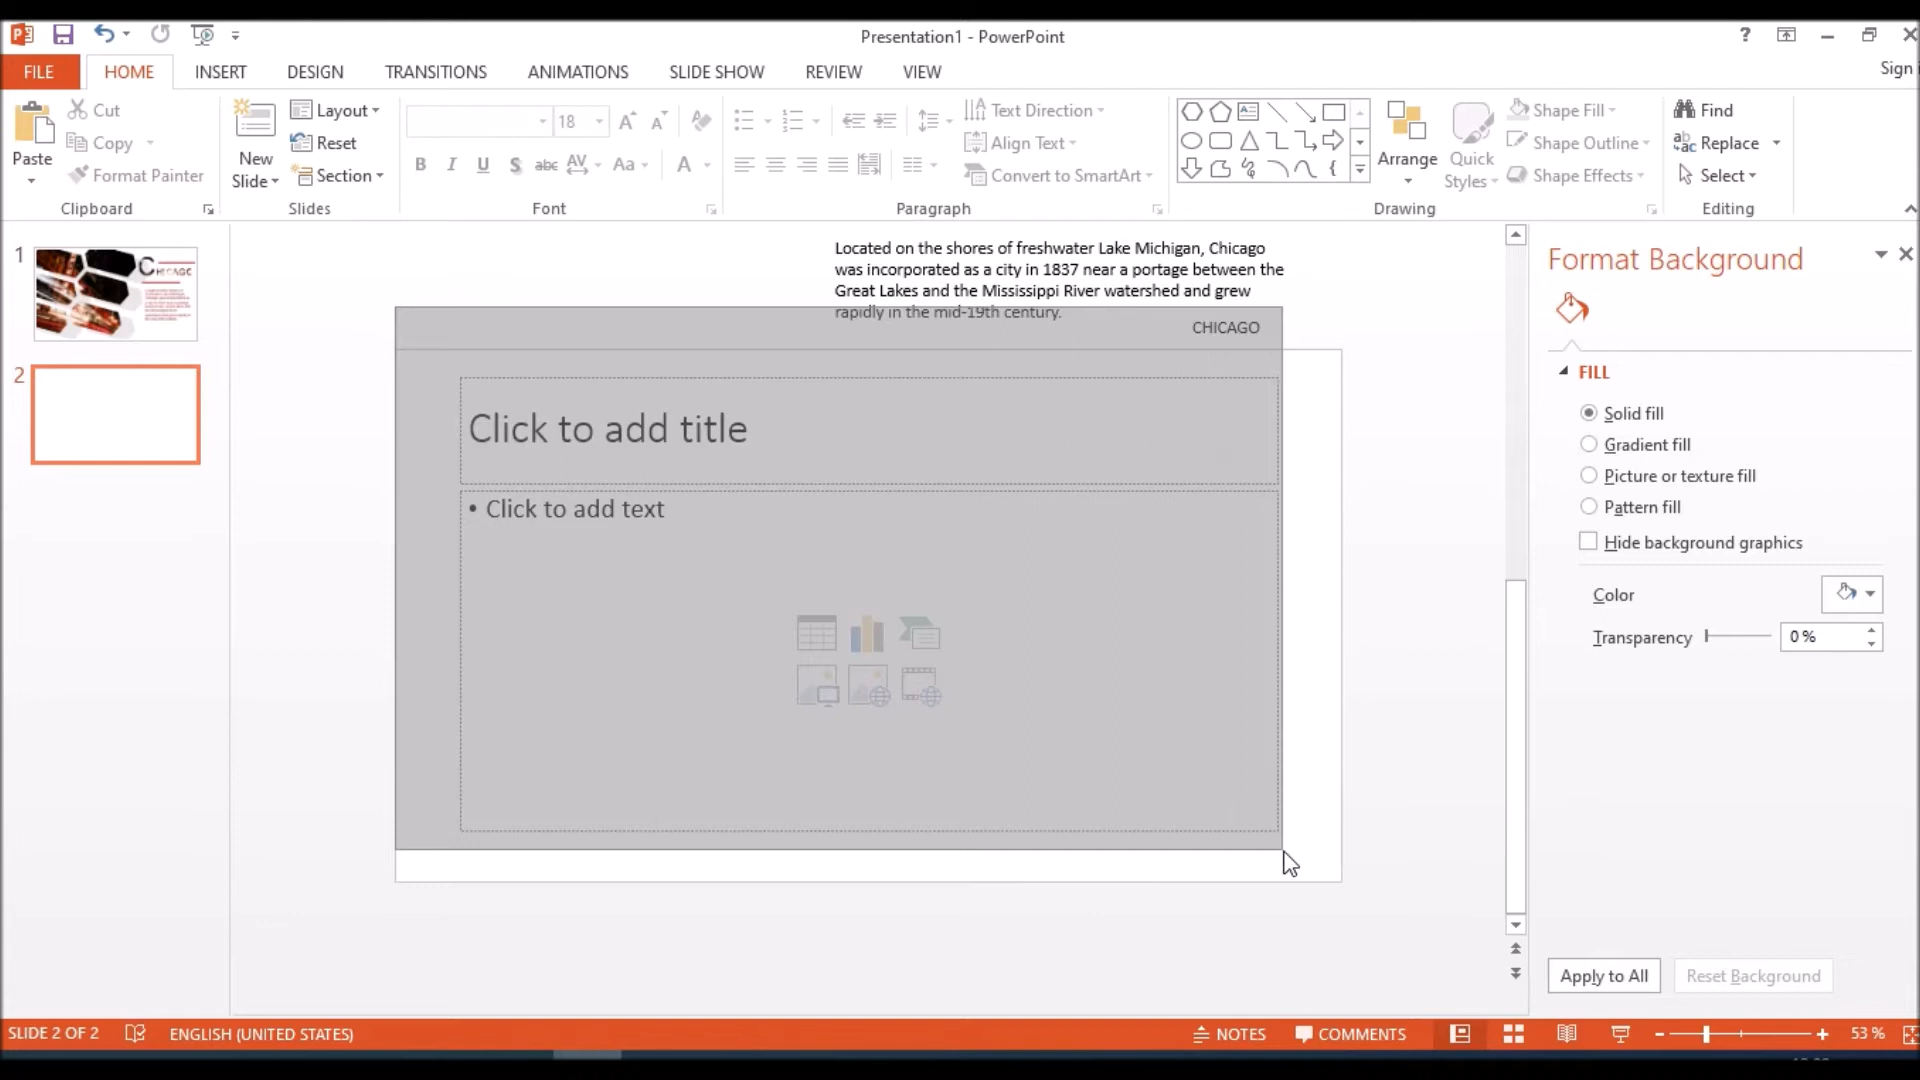 Presentation1 - PowerPoint
Sign
FILE HOME INSERT DESIGN TRANSITIONS ANIMATIONS SLIDE SHOW REVIEW VIEW
Paste
Cut
Copy
Format Painter
Clipboard
New
Slide
Layout
Reset
Section
Slides
18
B I U S abc AV Aa A
Font
Text Direction
Align Text
Convert to SmartArt
Paragraph
Arrange
Quick
Styles
Shape Fill
Shape Outline
Shape Effects
Drawing
Find
Replace
Select
Editing
1
CHICAGO
2
Located on the shores of freshwater Lake Michigan, Chicago
was incorporated as a city in 1837 near a portage between the
Great Lakes and the Mississippi River watershed and grew
rapidly in the mid-19th century.
CHICAGO
Click to add title
• Click to add text
Format Background
FILL
Solid fill
Gradient fill
Picture or texture fill
Pattern fill
Hide background graphics
Color
Transparency 0 %
Apply to All Reset Background
SLIDE 2 OF 2 ENGLISH (UNITED STATES) NOTES COMMENTS 53 %